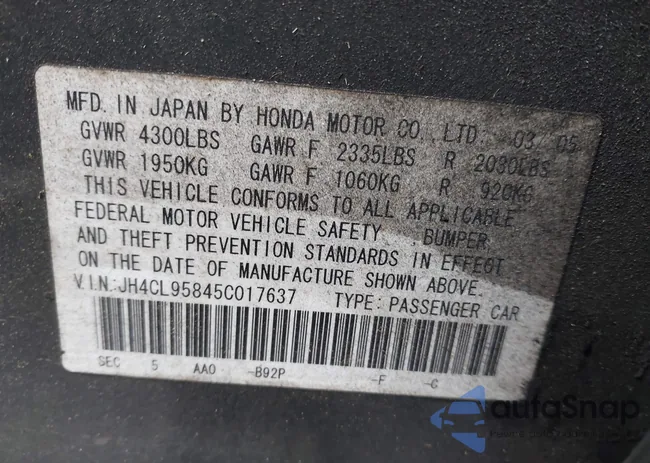 MFD. IN JAPAN BY HONDA MOTOR CO., LTD. 03 05
GVWR 4300LBS GAWR F 2335LBS R 2030LBS
GVWR 1950KG GAWR F 1060KG R 920KG
THIS VEHICLE CONFORMS TO ALL APPLICABLE
FEDERAL MOTOR VEHICLE SAFETY , BUMPER,
AND THEFT PREVENTION STANDARDS IN EFFECT
ON THE DATE OF MANUFACTURE SHOWN ABOVE.
V.I.N.:JH4CL95845C017637 TYPE: PASSENGER CAR
SEC 5 AAO -B92P -F -G
autoSnap